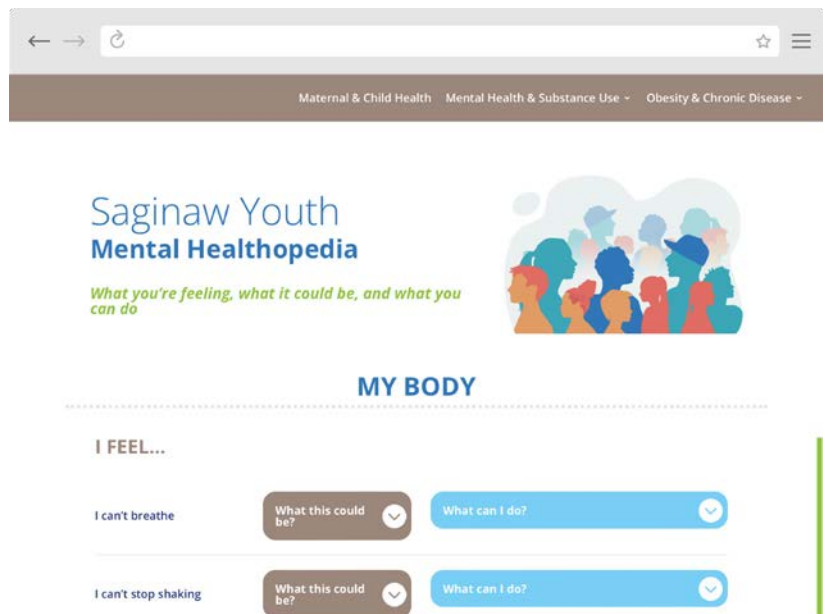 Maternal & Child Health Mental Health & Substance Use Obesity & Chronic Disease
Saginaw Youth
Mental Healthopedia
What you're feeling, what it could be, and what you
can do
MY BODY
I FEEL...
I can't breathe
What this could
be?
What can I do?
I can't stop shaking
What this could
be?
What can I do?